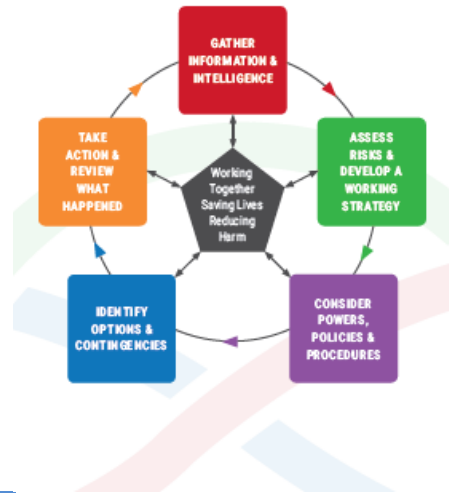 GATHER
INFORMATION &
INTELLIGENCE
ASSESS
RISKS &
DEVELOP A
WORKING
STRATEGY
CONSIDER
POWERS,
POLICIES &
PROCEDURES
IDENTIFY
OPTIONS &
CONTINGENCIES
TAKE
ACTION &
REVIEW
WHAT
HAPPENED
Working
Together
Saving Lives
Reducing
Harm